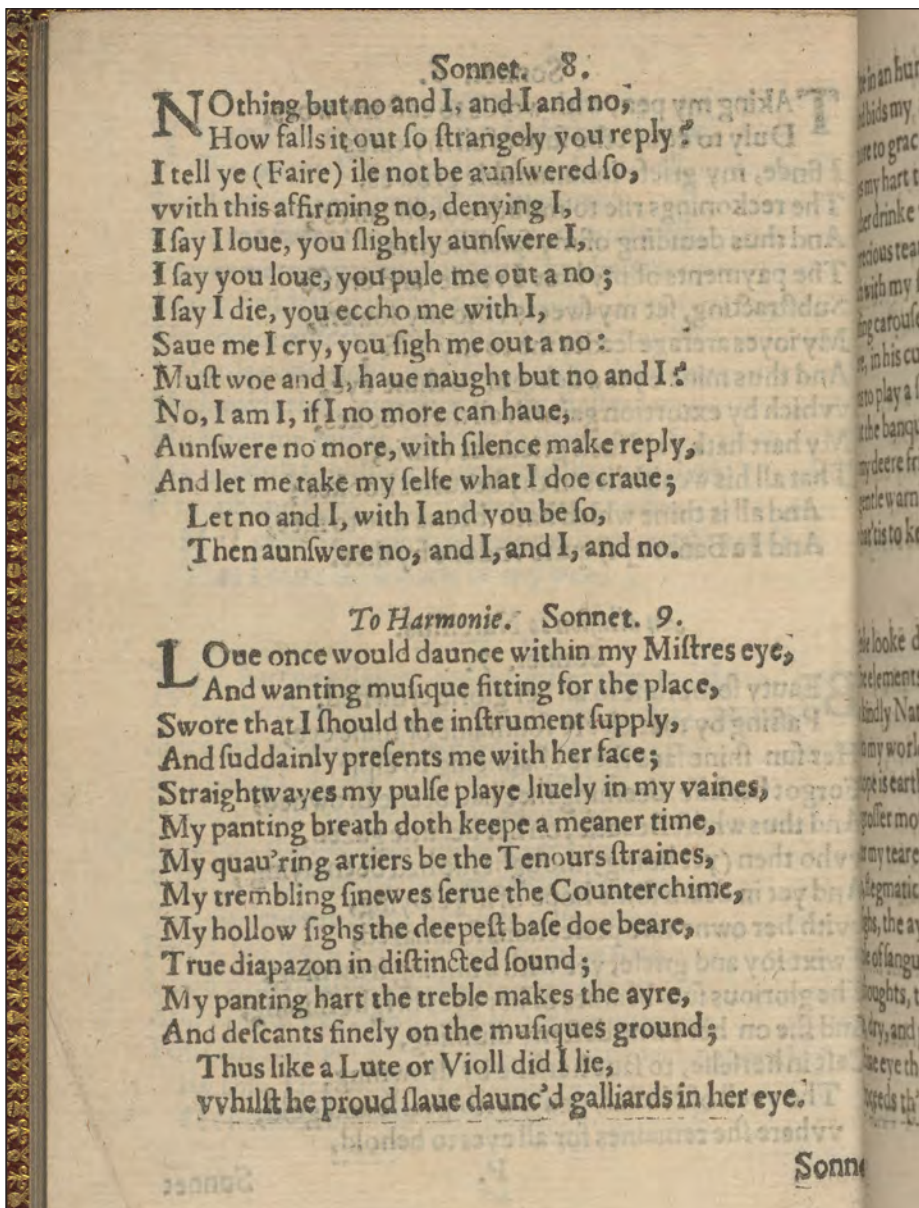 Sonnet. 8.
NOthing but no and I, and I and no,
How falls it out ſo ſtrangely you reply?
I tell ye (Faire) ile not be aunſwered ſo,
vvith this affirming no, denying I,
I ſay I loue, you ſlightly aunſwere I,
I ſay you loue, you pule me out a no;
I ſay I die, you eccho me with I,
Saue me I cry, you ſigh me out a no:
Muſt woe and I, haue naught but no and I?
No, I am I, if I no more can haue,
Aunſwere no more, with ſilence make reply,
And let me take my ſelfe what I doe craue;
Let no and I, with I and you be ſo,
Then aunſwere no, and I, and I, and no.
To Harmonie. Sonnet. 9.
LOue once would daunce within my Miſtres eye,
And wanting muſique fitting for the place,
Swore that I ſhould the inſtrument ſupply,
And ſuddainly preſents me with her face;
Straightwayes my pulſe playe liuely in my vaines,
My panting breath doth keepe a meaner time,
My quau'ring artiers be the Tenours ſtraines,
My trembling ſinewes ſerue the Counterchime,
My hollow ſighs the deepeſt baſe doe beare,
True diapazon in diſtincted ſound;
My panting hart the treble makes the ayre,
And deſcants finely on the muſiques ground;
Thus like a Lute or Violl did I lie,
vvhilſt he proud ſlaue daunc'd galliards in her eye.